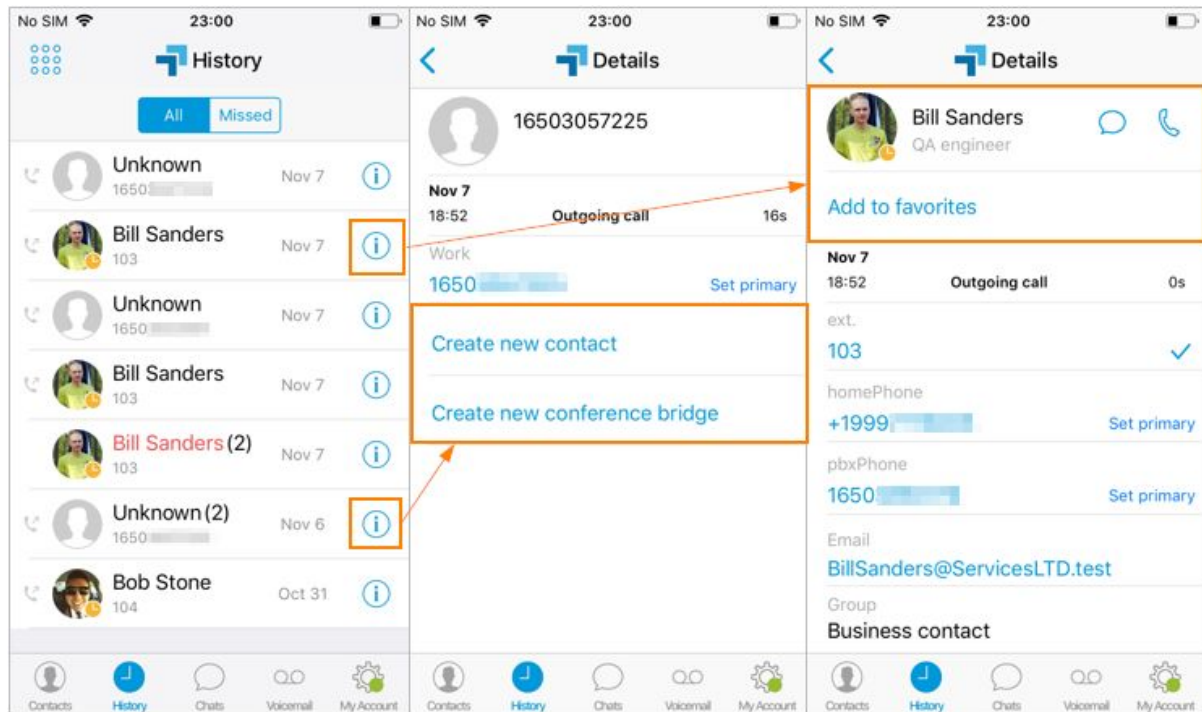 No SIM 23:00
History
All Missed
Unknown
1650 Nov 7
Bill Sanders
103 Nov 7
Unknown
1650 Nov 7
Bill Sanders
103 Nov 7
Bill Sanders (2)
103 Nov 7
Unknown (2)
1650 Nov 6
Bob Stone
104 Oct 31
Contacts History Chats Voicemail My Account
No SIM 23:00
Details
16503057225
Nov 7
18:52 Outgoing call 16s
Work
1650 Set primary
Create new contact
Create new conference bridge
Contacts History Chats Voicemail My Account
No SIM 23:00
Details
Bill Sanders
QA engineer
Add to favorites
Nov 7
18:52 Outgoing call 0s
ext.
103
homePhone
+1999 Set primary
pbxPhone
1650 Set primary
Email
BillSanders@ServicesLTD.test
Group
Business contact
Contacts History Chats Voicemail My Account